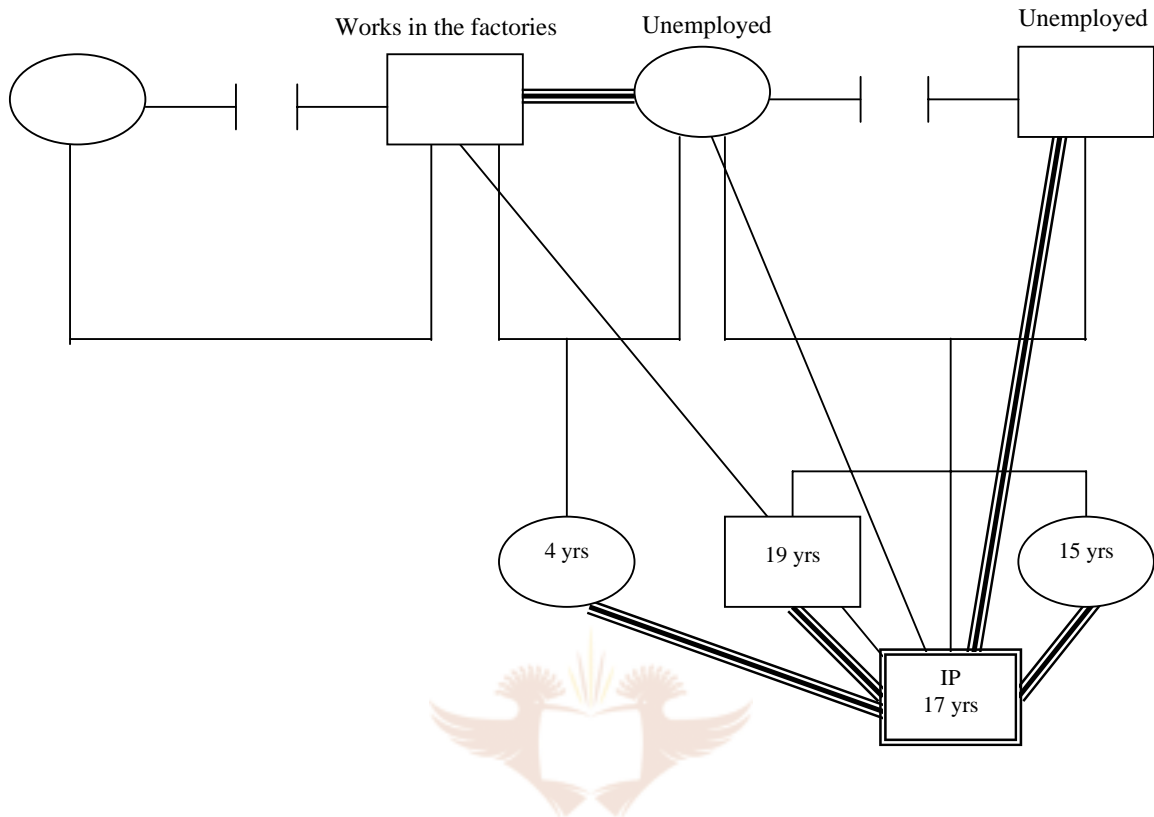 Works in the factories
Unemployed
Unemployed
4 yrs
19 yrs
15 yrs
IP
17 yrs